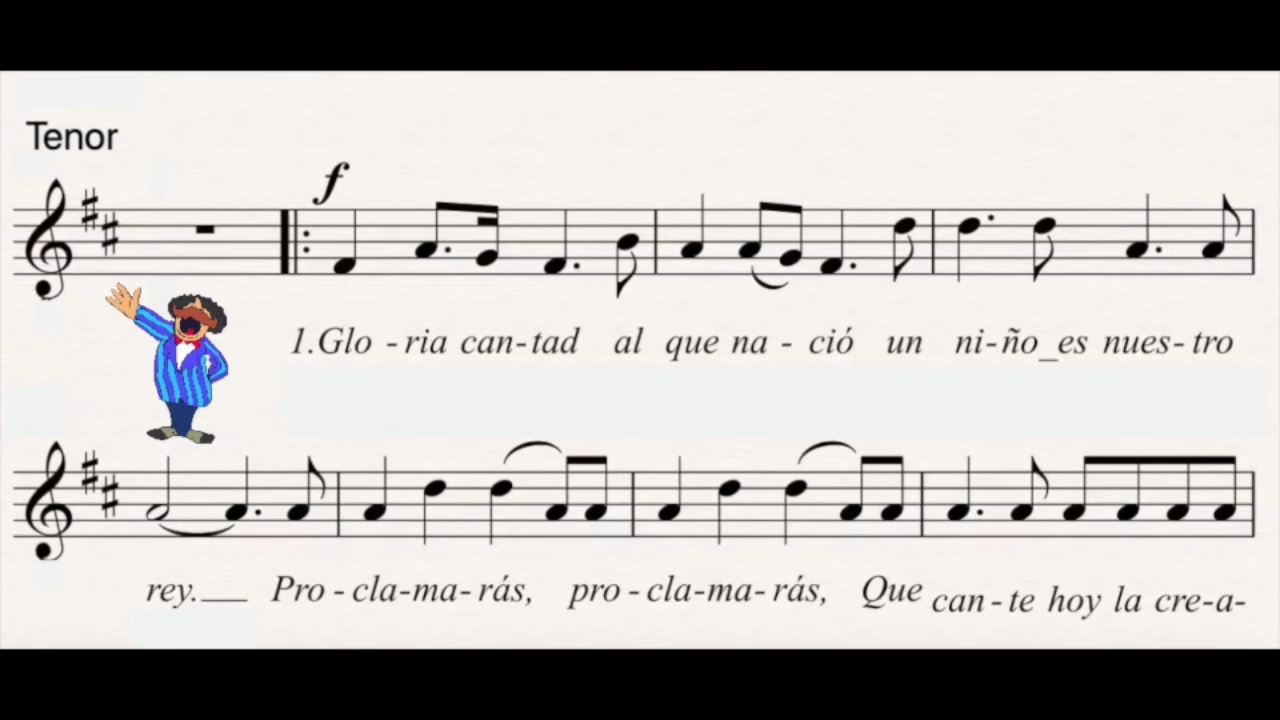 Tenor
f
1.Glo - ria can-tad al que na - ció un ni-ño_es nues-tro
rey.___ Pro - cla-ma-rás, pro - cla-ma-rás, Que can-te hoy la cre-a-